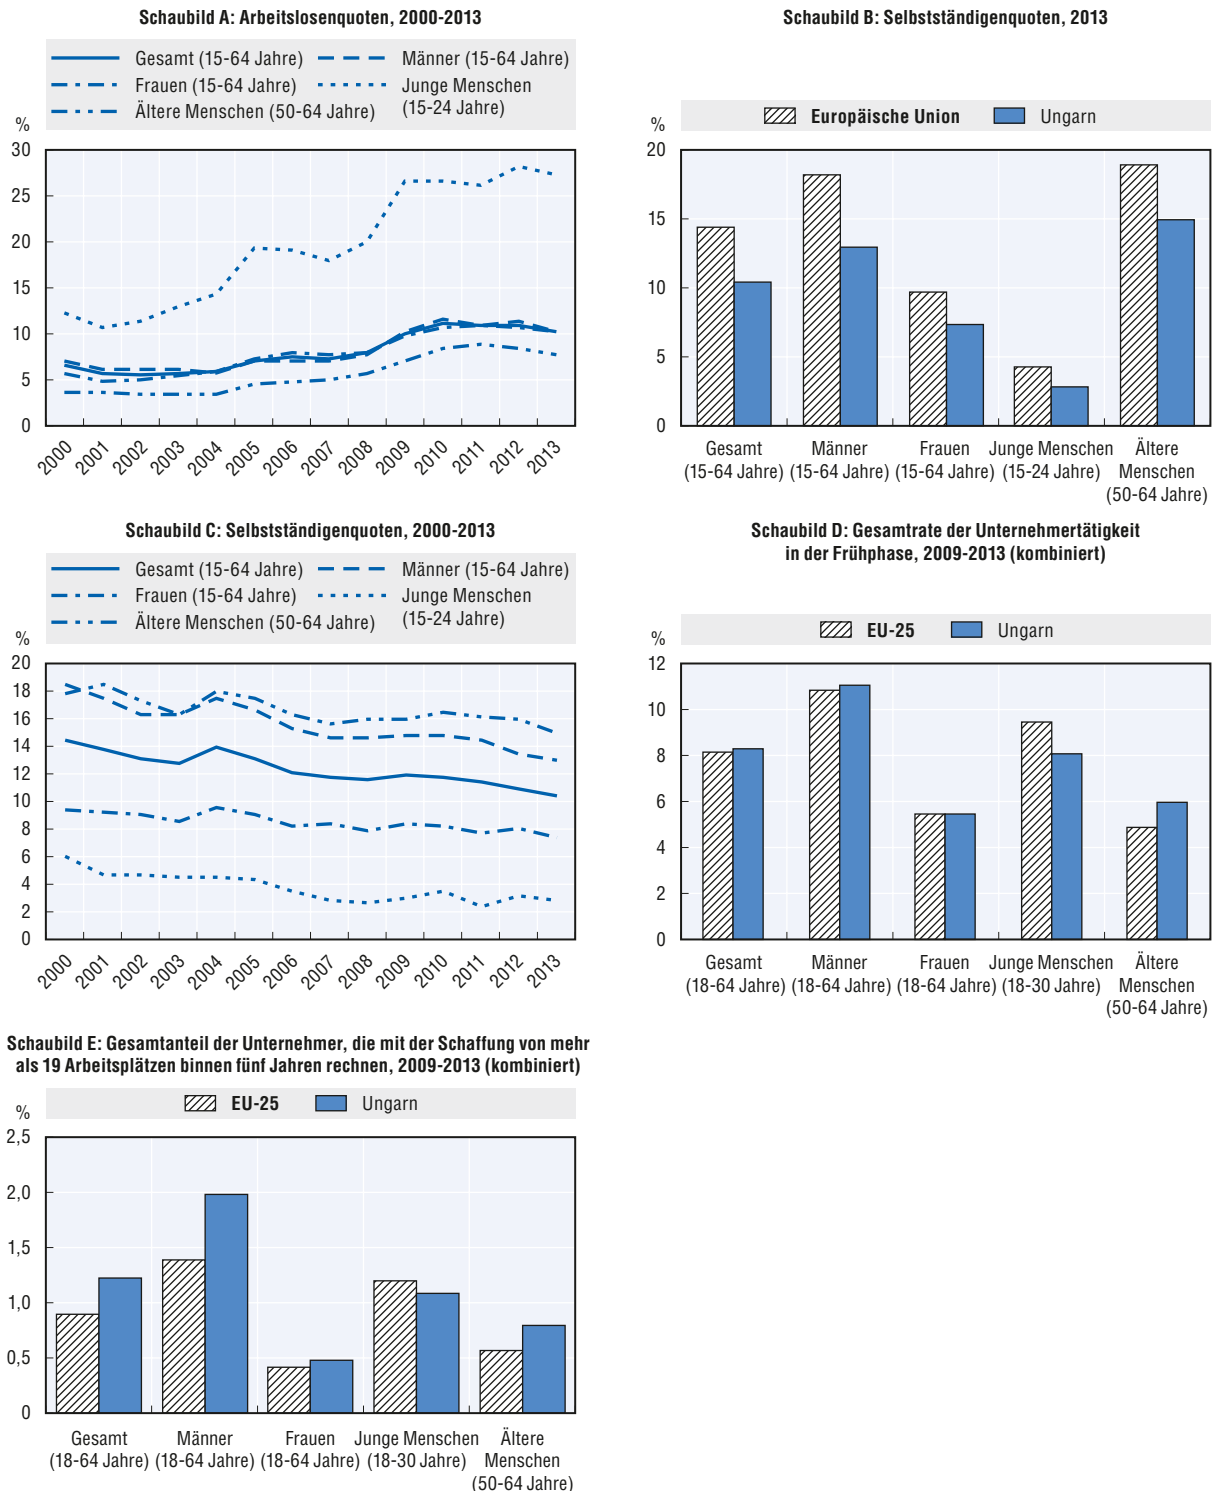 Schaubild A: Arbeitslosenquoten, 2000-2013
Gesamt (15-64 Jahre)
Männer (15-64 Jahre)
Frauen (15-64 Jahre)
Junge Menschen
(15-24 Jahre)
Ältere Menschen (50-64 Jahre)
%
30
25
20
15
10
5
0
2000
2001
2002
2003
2004
2005
2006
2007
2008
2009
2010
2011
2012
2013
Schaubild B: Selbstständigenquoten, 2013
Europäische Union
Ungarn
%
20
15
10
5
0
Gesamt
(15-64 Jahre)
Männer
(15-64 Jahre)
Frauen
(15-64 Jahre)
Junge Menschen
(15-24 Jahre)
Ältere
Menschen
(50-64 Jahre)
Schaubild C: Selbstständigenquoten, 2000-2013
Gesamt (15-64 Jahre)
Männer (15-64 Jahre)
Frauen (15-64 Jahre)
Junge Menschen
(15-24 Jahre)
Ältere Menschen (50-64 Jahre)
%
20
18
16
14
12
10
8
6
4
2
0
2000
2001
2002
2003
2004
2005
2006
2007
2008
2009
2010
2011
2012
2013
Schaubild D: Gesamtrate der Unternehmertätigkeit
in der Frühphase, 2009-2013 (kombiniert)
EU-25
Ungarn
%
12
10
8
6
4
2
0
Gesamt
(18-64 Jahre)
Männer
(18-64 Jahre)
Frauen
(18-64 Jahre)
Junge Menschen
(18-30 Jahre)
Ältere
Menschen
(50-64 Jahre)
Schaubild E: Gesamtanteil der Unternehmer, die mit der Schaffung von mehr
als 19 Arbeitsplätzen binnen fünf Jahren rechnen, 2009-2013 (kombiniert)
EU-25
Ungarn
%
2,5
2,0
1,5
1,0
0,5
0
Gesamt
(18-64 Jahre)
Männer
(18-64 Jahre)
Frauen
(18-64 Jahre)
Junge Menschen
(18-30 Jahre)
Ältere
Menschen
(50-64 Jahre)